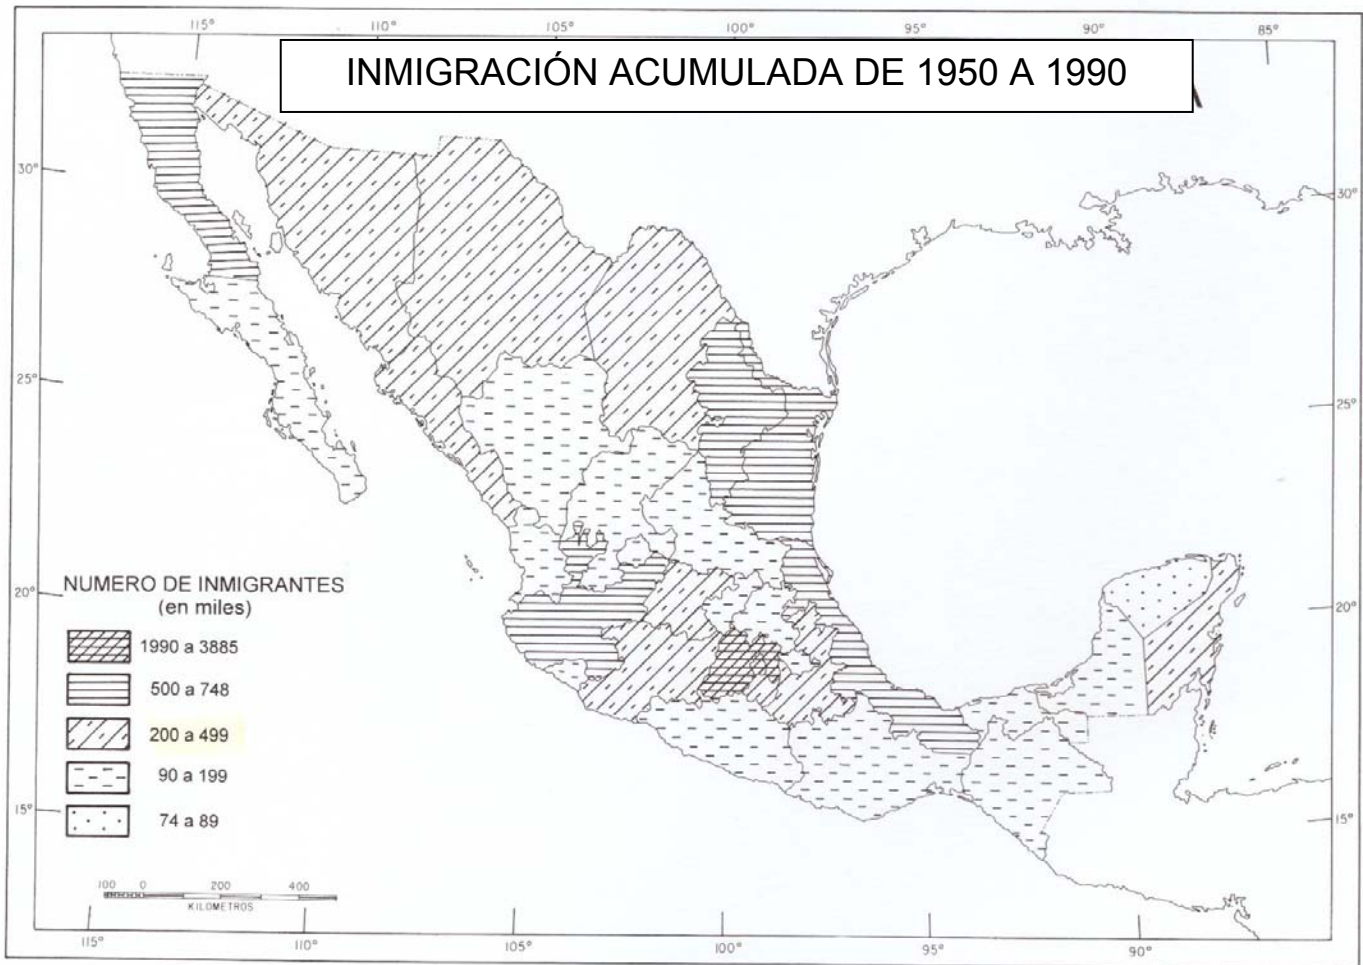 115°
110°
105°
100°
95°
90°
85°
INMIGRACIÓN ACUMULADA DE 1950 A 1990
30°
30°
25°
25°
20°
20°
15°
15°
NUMERO DE INMIGRANTES
(en miles)
1990 a 3885
500 a 748
200 a 499
90 a 199
74 a 89
100 0 200 400
KILOMETROS
115°
110°
105°
100°
95°
90°